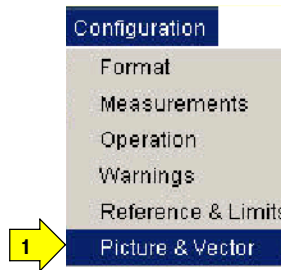 Configuration
Format
Measurements
Operation
Warnings
Reference & Limits
1 Picture & Vector